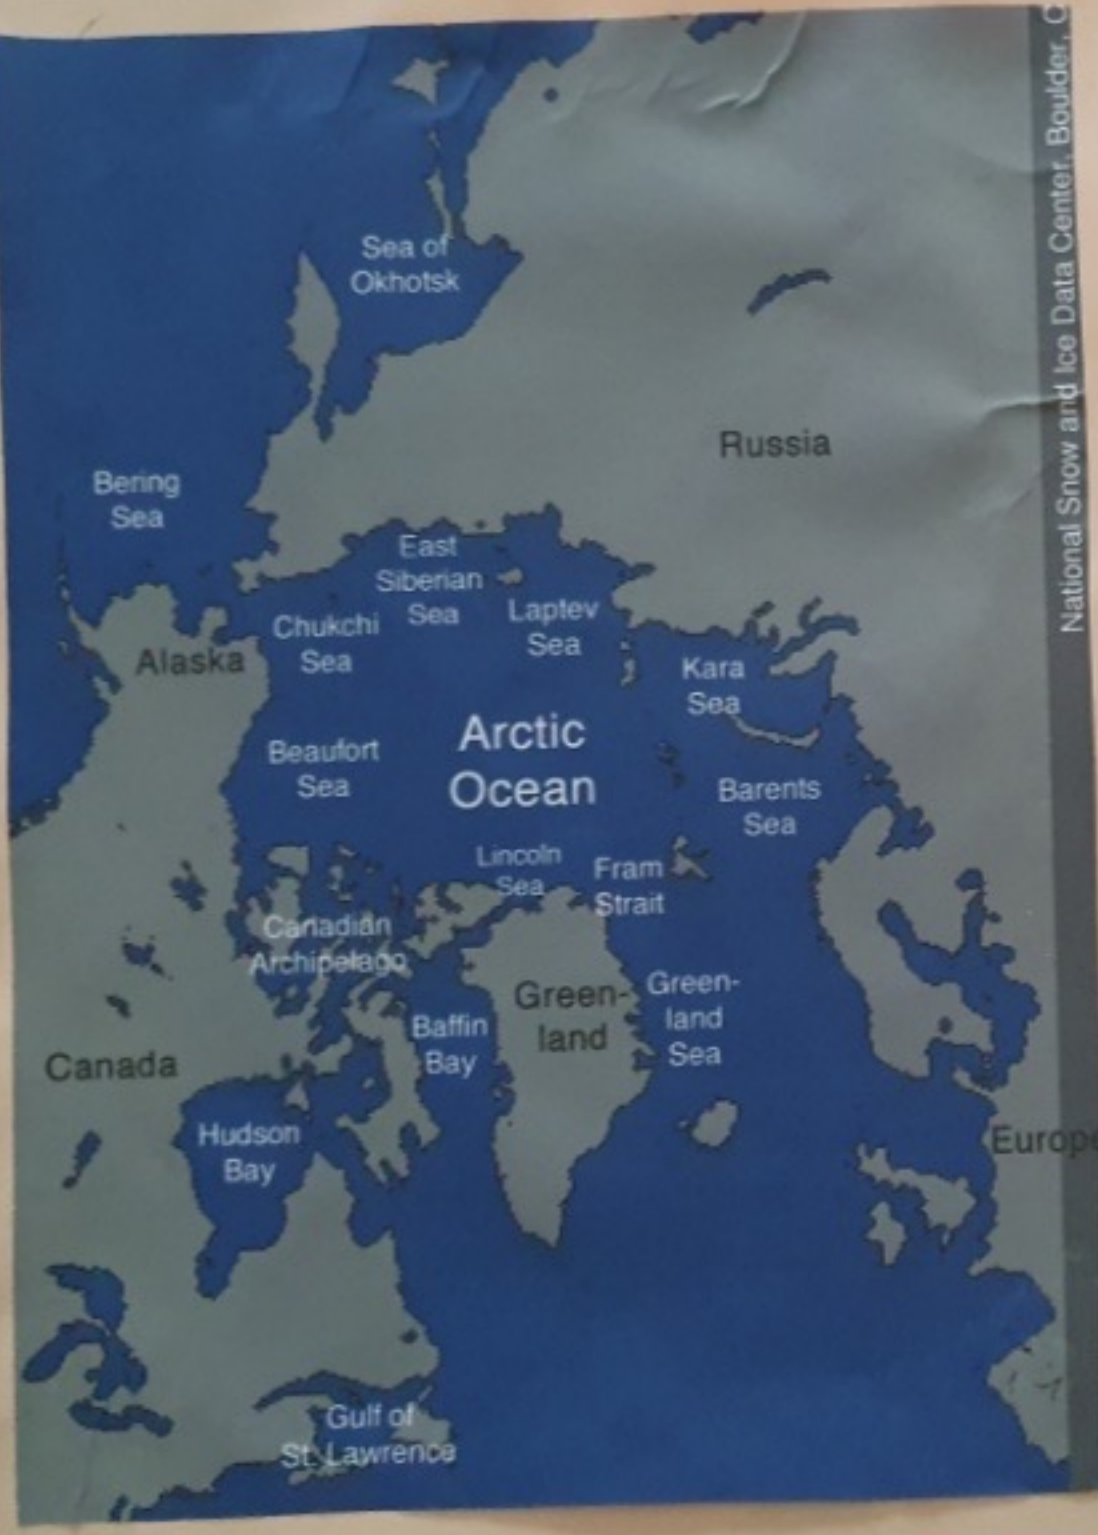 National Snow and Ice Data Center, Boulder, C
Sea of
Okhotsk
Russia
Bering
Sea
East
Siberian
Sea
Chukchi
Sea
Laptev
Sea
Alaska
Kara
Sea
Arctic
Ocean
Beaufort
Sea
Barents
Sea
Lincoln
Sea
Fram
Strait
Canadian
Archipelago
Green-
land
Green-
land
Sea
Baffin
Bay
Canada
Hudson
Bay
Europe
Gulf of
St. Lawrence